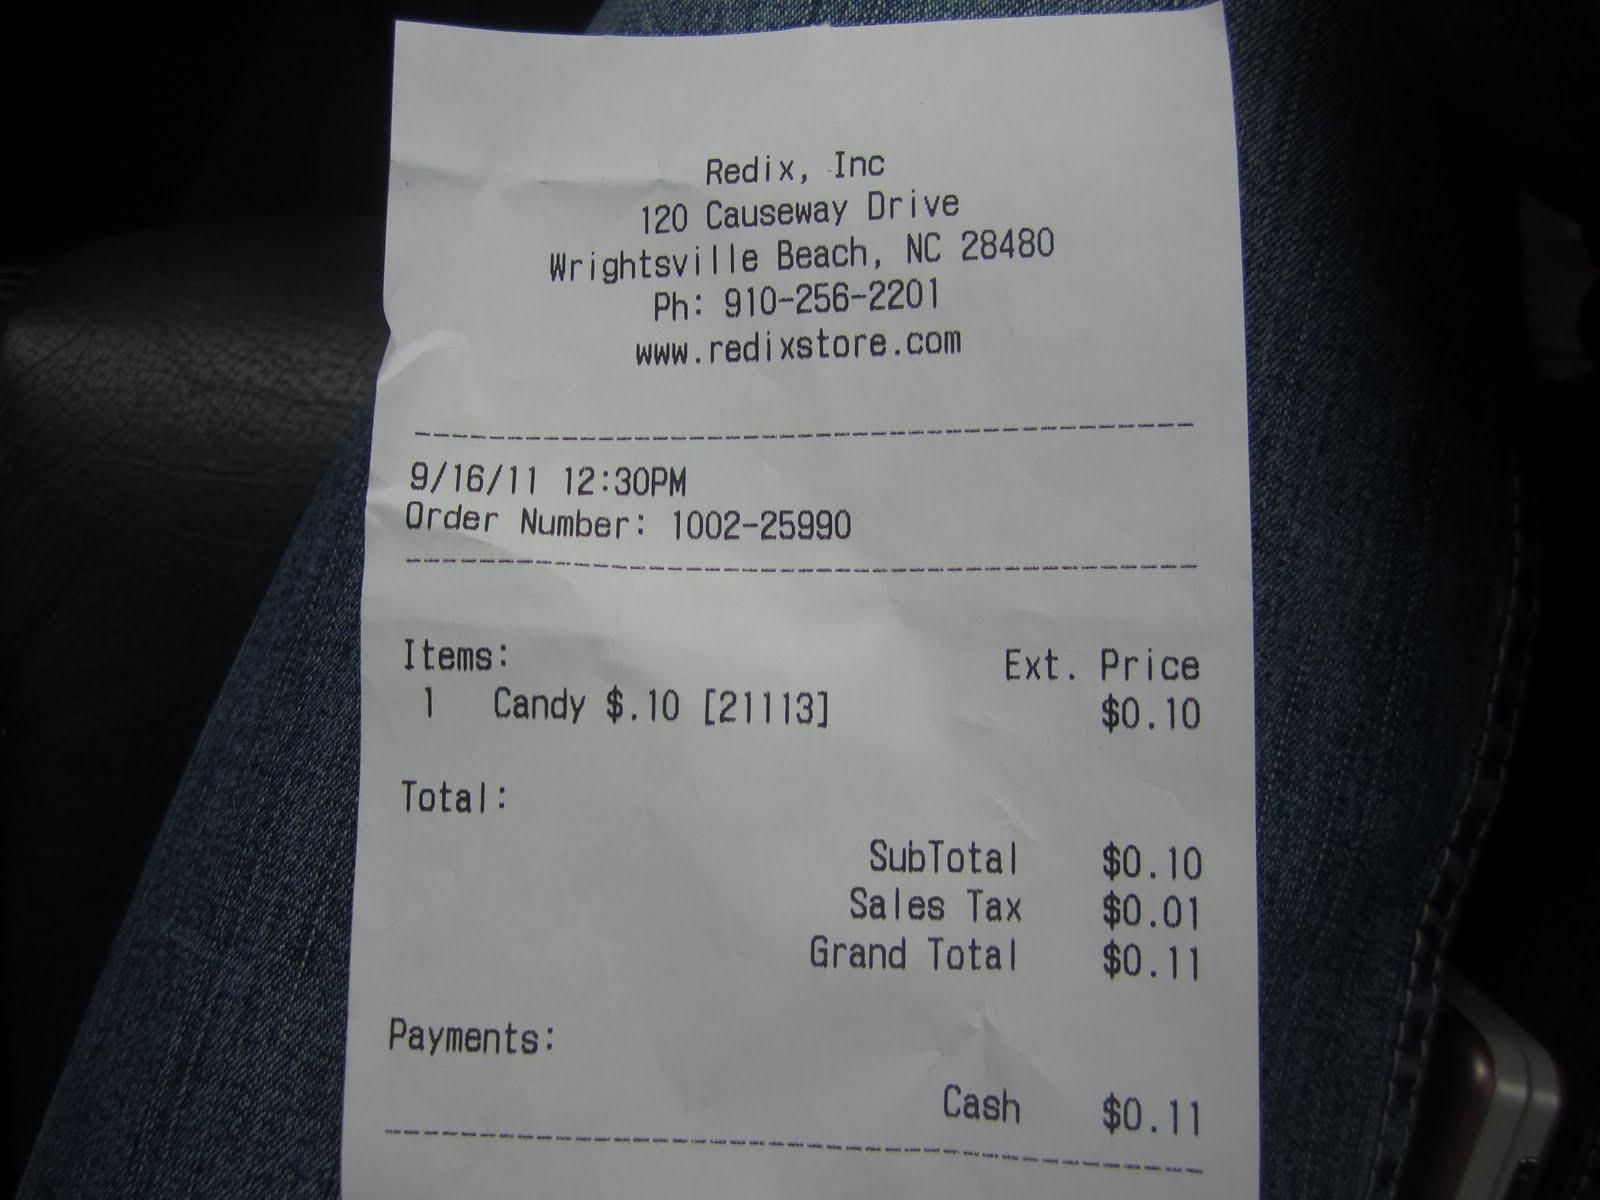 Redix, Inc
120 Causeway Drive
Wrightsville Beach, NC 28480
Ph: 910-256-2201
www.redixstore.com
9/16/11 12:30PM
Order Number: 1002-25990
Items: Ext. Price
1 Candy $.10 [21113] $0.10
Total:
SubTotal $0.10
Sales Tax $0.01
Grand Total $0.11
Payments:
Cash $0.11